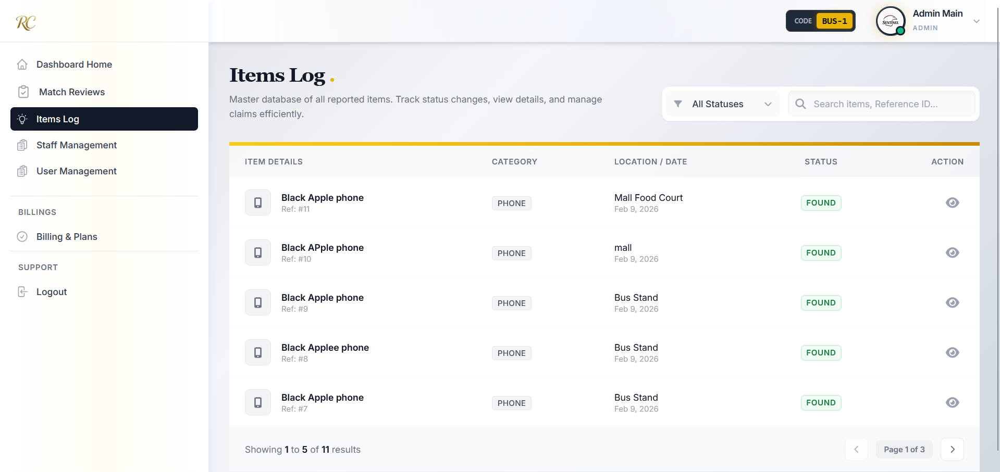 RC
CODE BUS-1
SENTINEL
Admin Main
ADMIN
Dashboard Home
Match Reviews
Items Log
Staff Management
User Management
BILLINGS
Billing & Plans
SUPPORT
Logout
Items Log .
Master database of all reported items. Track status changes, view details, and manage
claims efficiently.
All Statuses
Search items, Reference ID...
ITEM DETAILS CATEGORY LOCATION / DATE STATUS ACTION
Black Apple phone PHONE Mall Food Court FOUND
Ref: #11 Feb 9, 2026
Black APple phone PHONE mall FOUND
Ref: #10 Feb 9, 2026
Black Apple phone PHONE Bus Stand FOUND
Ref: #9 Feb 9, 2026
Black Applee phone PHONE Bus Stand FOUND
Ref: #8 Feb 9, 2026
Black Apple phone PHONE Bus Stand FOUND
Ref: #7 Feb 9, 2026
Showing 1 to 5 of 11 results
Page 1 of 3